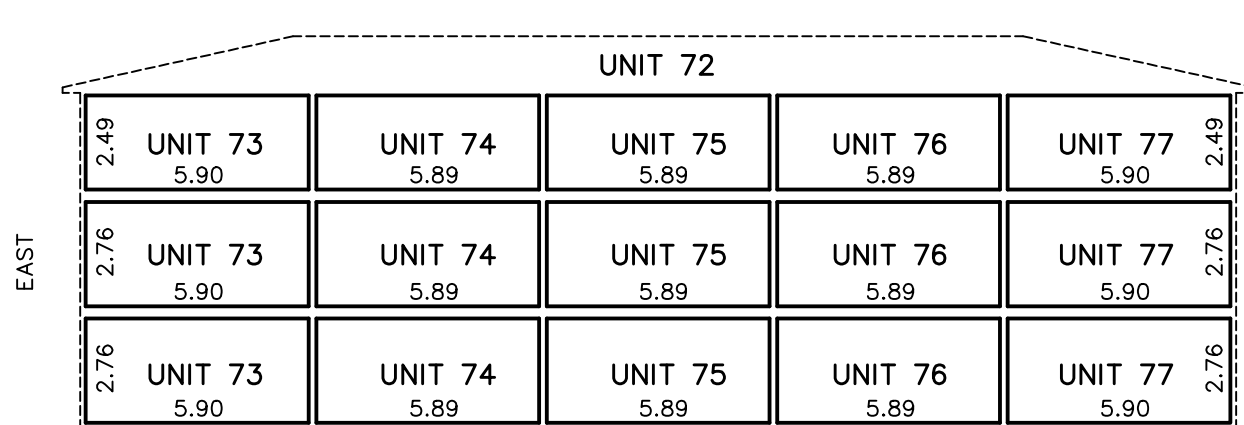 UNIT 72
2.49 UNIT 73 UNIT 74 UNIT 75 UNIT 76 UNIT 77 2.49
5.90 5.89 5.89 5.89 5.90
EAST
2.76 UNIT 73 UNIT 74 UNIT 75 UNIT 76 UNIT 77 2.76
5.90 5.89 5.89 5.89 5.90
2.76 UNIT 73 UNIT 74 UNIT 75 UNIT 76 UNIT 77 2.76
5.90 5.89 5.89 5.89 5.90